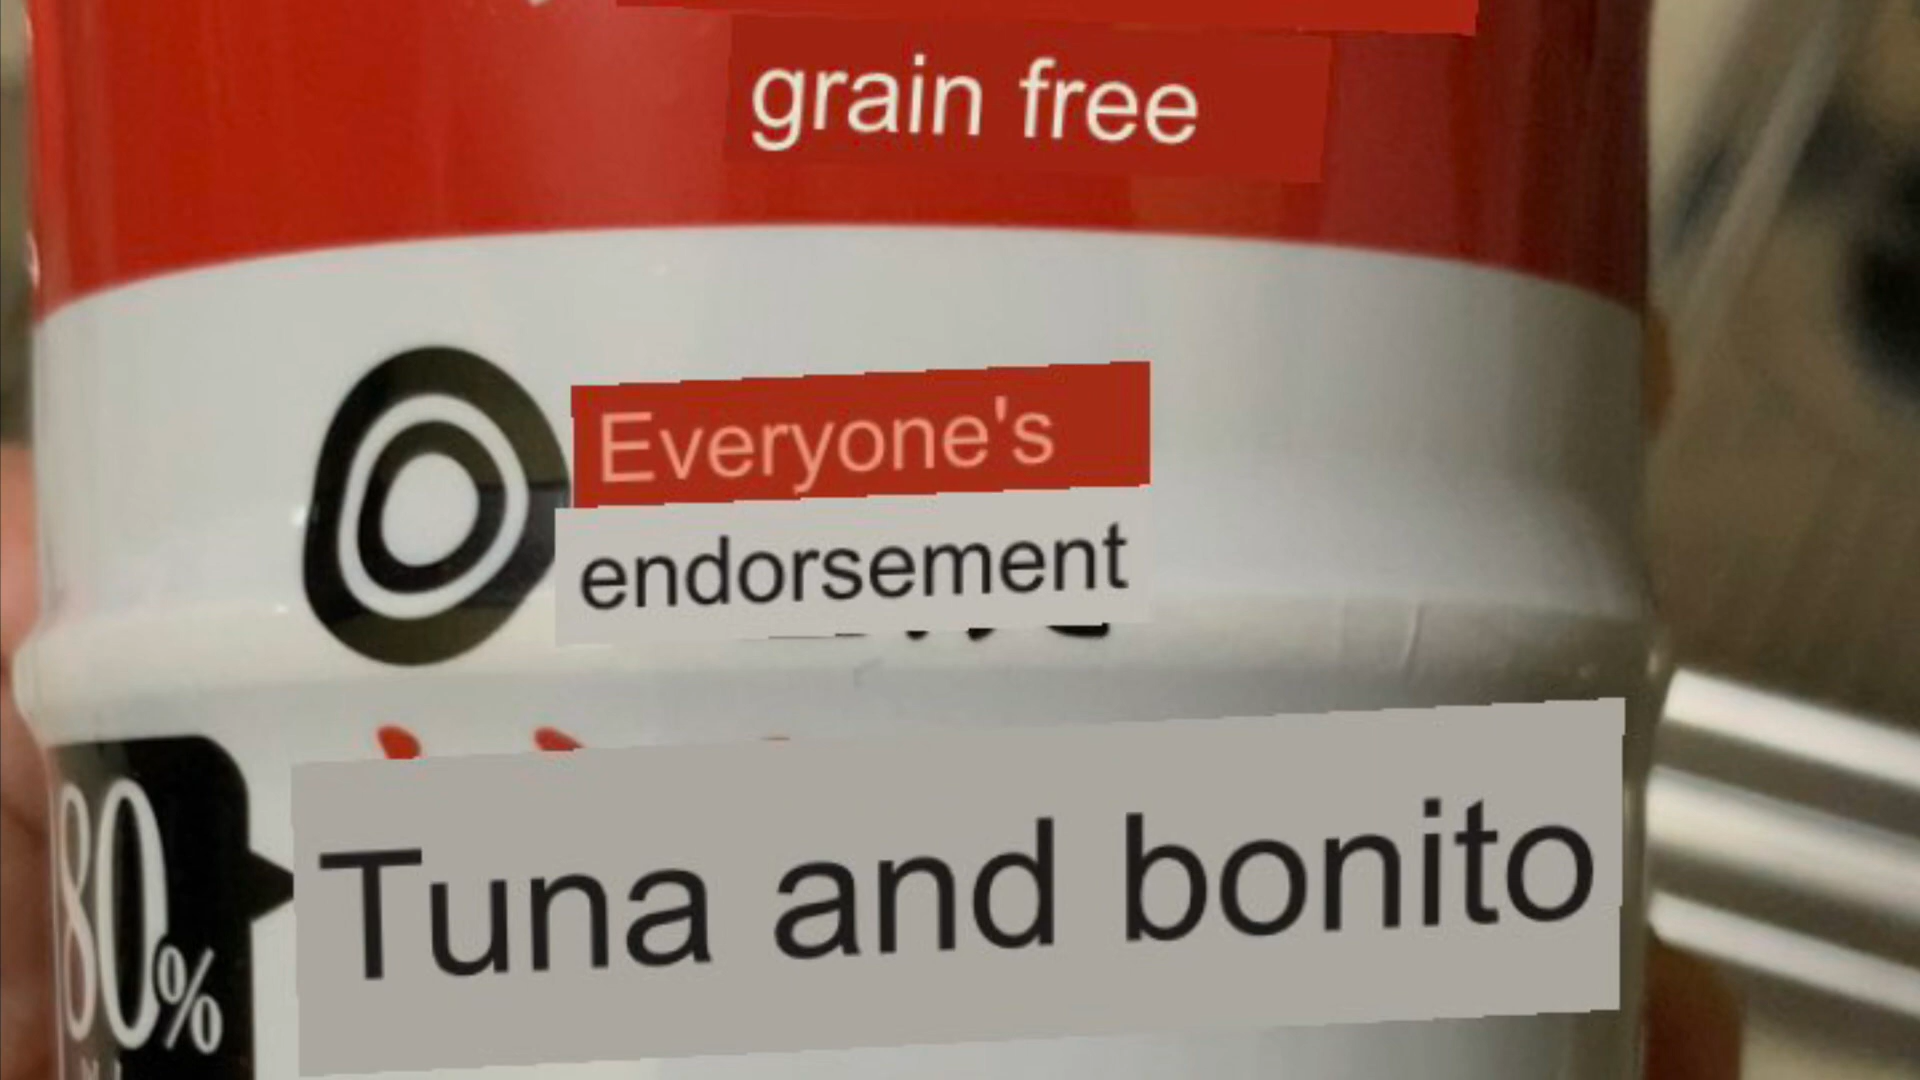 grain free
Everyone's
endorsement
80%
Tuna and bonito